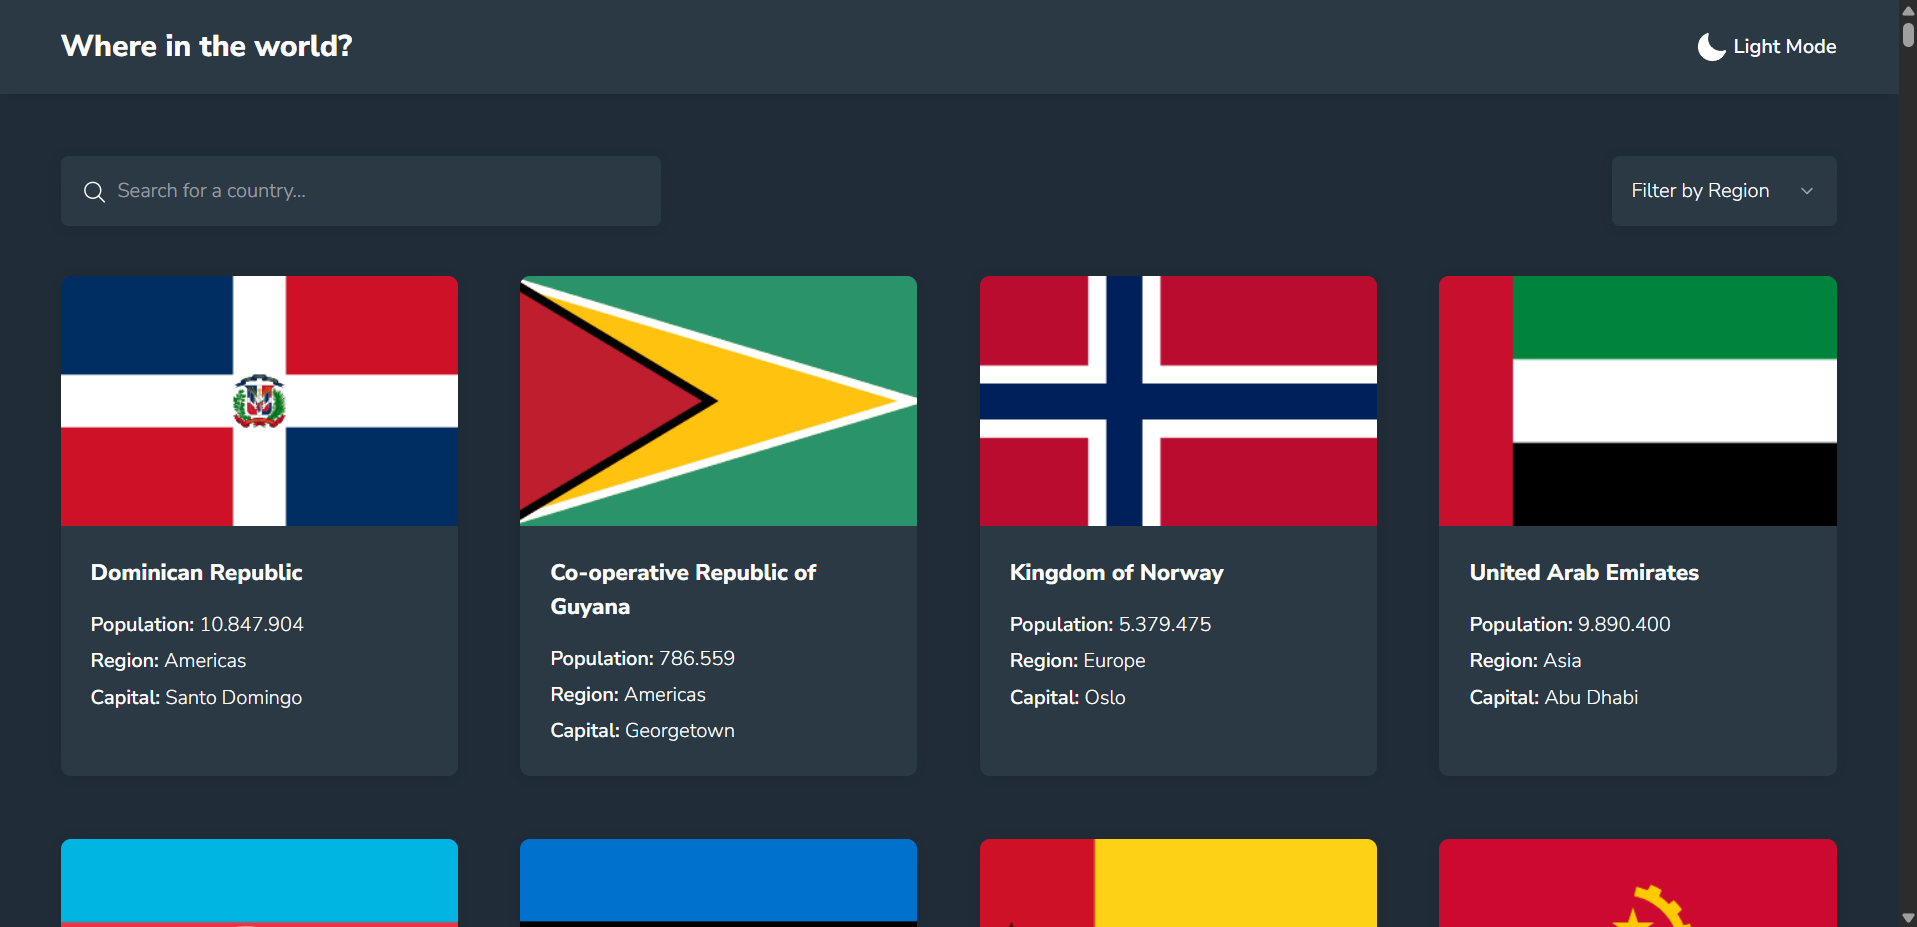 Where in the world?
Light Mode
Search for a country...
Filter by Region
Dominican Republic
Population: 10.847.904
Region: Americas
Capital: Santo Domingo
Co-operative Republic of
Guyana
Population: 786.559
Region: Americas
Capital: Georgetown
Kingdom of Norway
Population: 5.379.475
Region: Europe
Capital: Oslo
United Arab Emirates
Population: 9.890.400
Region: Asia
Capital: Abu Dhabi